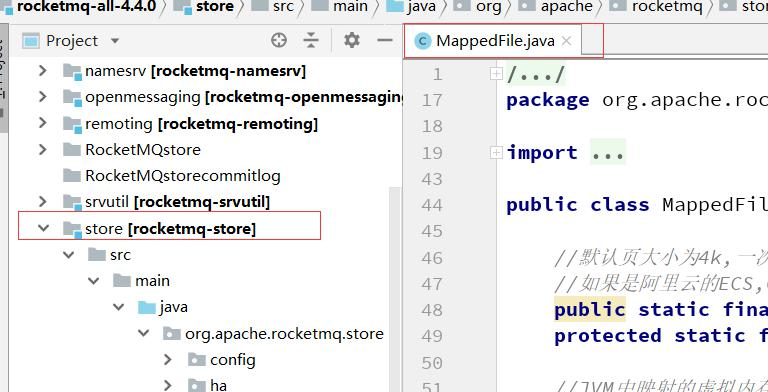 rocketmq-all-4.4.0 store src main java org apache rocketmq
Project
namesrv [rocketmq-namesrv]
openmessaging [rocketmq-openmessaging
remoting [rocketmq-remoting]
RocketMQstore
RocketMQstorecommitlog
srvutil [rocketmq-srvutil]
store [rocketmq-store]
src
main
java
org.apache.rocketmq.store
config
ha
MappedFile.java
1 /.../
17 package org.apache.roc
18
19 import ...
43
44 public class MappedFil
45
46 //默认页大小为4k,一次
47 //如果是阿里云的ECS,
48 public static fina
49 protected static f
50
51 //JVM中映射的虚拟内存